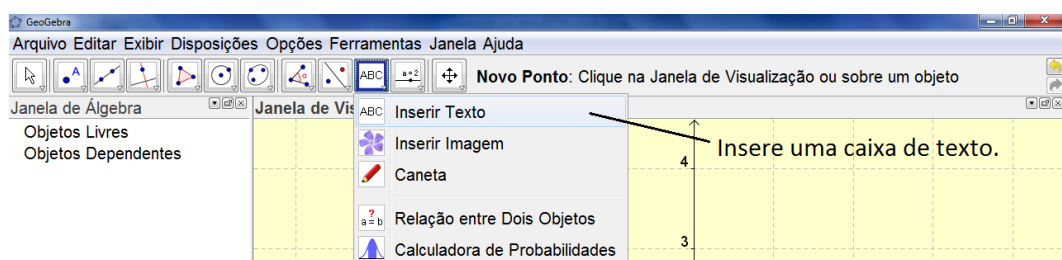 GeoGebra
Arquivo Editar Exibir Disposições Opções Ferramentas Janela Ajuda
A
ABC
a=2
Novo Ponto: Clique na Janela de Visualização ou sobre um objeto
Janela de Álgebra
Janela de Vis
Objetos Livres
Objetos Dependentes
ABC Inserir Texto
Insere uma caixa de texto.
Inserir Imagem
4
Caneta
a ?= b Relação entre Dois Objetos
3
Calculadora de Probabilidades